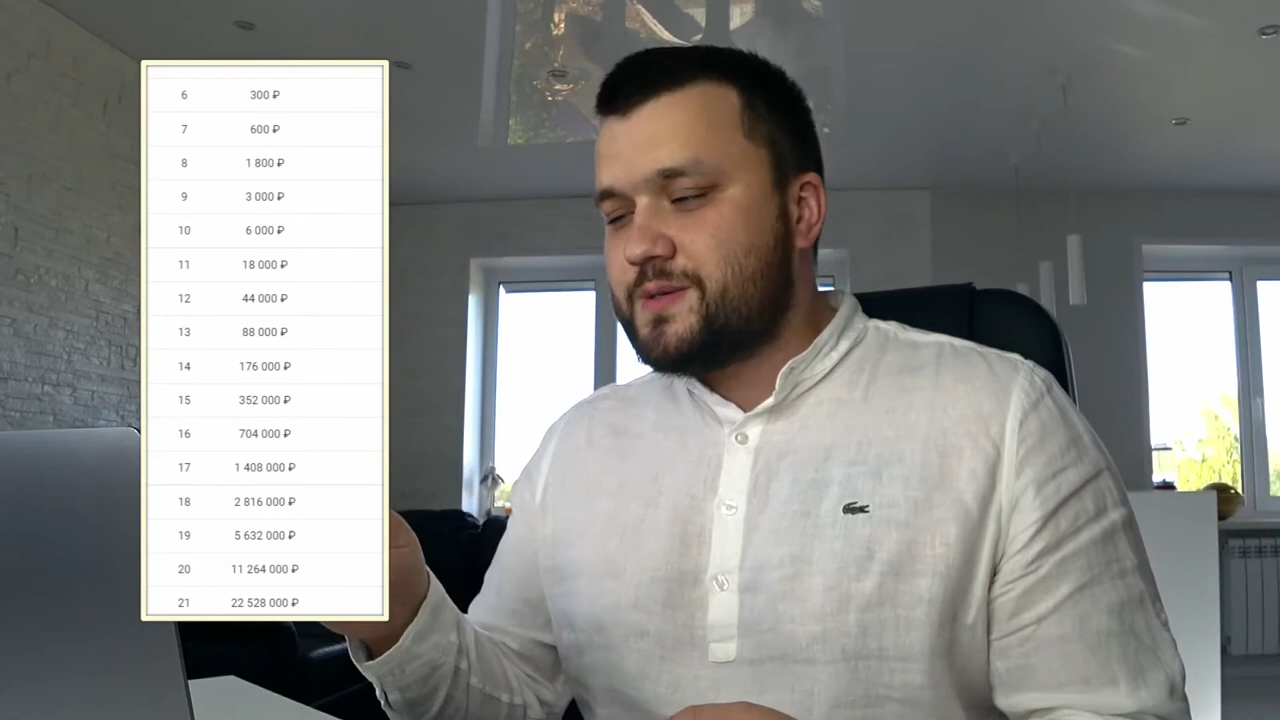 6 300 ₽
7 600 ₽
8 1 800 ₽
9 3 000 ₽
10 6 000 ₽
11 18 000 ₽
12 44 000 ₽
13 88 000 ₽
14 176 000 ₽
15 352 000 ₽
16 704 000 ₽
17 1 408 000 ₽
18 2 816 000 ₽
19 5 632 000 ₽
20 11 264 000 ₽
21 22 528 000 ₽